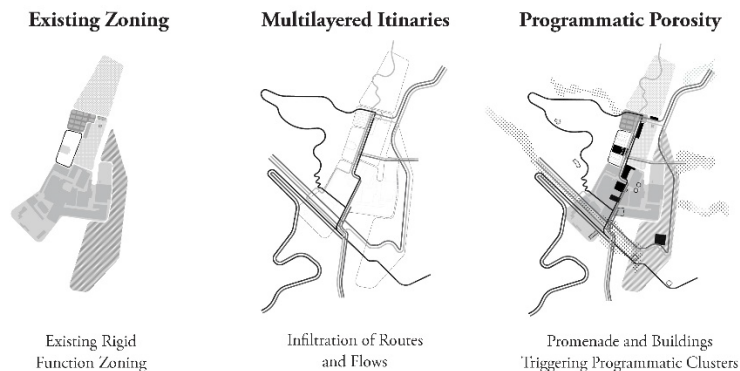 Existing Zoning
Multilayered Itinaries
Programmatic Porosity
Existing Rigid
Function Zoning
Infiltration of Routes
and Flows
Promenade and Buildings
Triggering Programmatic Clusters